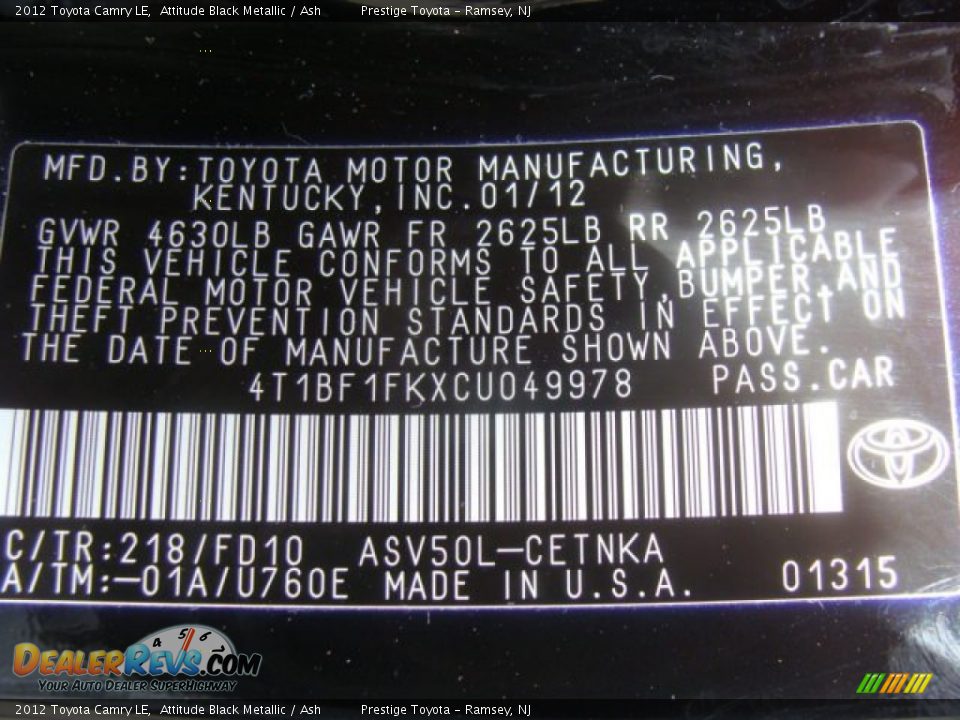 2012 Toyota Camry LE,  Attitude Black Metallic / Ash          Prestige Toyota - Ramsey, NJ
MFD.BY:TOYOTA MOTOR MANUFACTURING,
KENTUCKY,INC.01/12
GVWR 4630LB GAWR FR 2625LB RR 2625LB
THIS VEHICLE CONFORMS TO ALL APPLICABLE
FEDERAL MOTOR VEHICLE SAFETY,BUMPER,AND
THEFT PREVENTION STANDARDS IN EFFECT ON
THE DATE OF MANUFACTURE SHOWN ABOVE.
4T1BF1FKXCU049978 PASS.CAR
C/TR:218/FD10 ASV50L-CETNKA
A/TM:-01A/U760E MADE IN U.S.A. 01315
4 5 6
DEALERREVS.COM
YOUR AUTO DEALER SUPERHIGHWAY
2012 Toyota Camry LE,  Attitude Black Metallic / Ash          Prestige Toyota - Ramsey, NJ